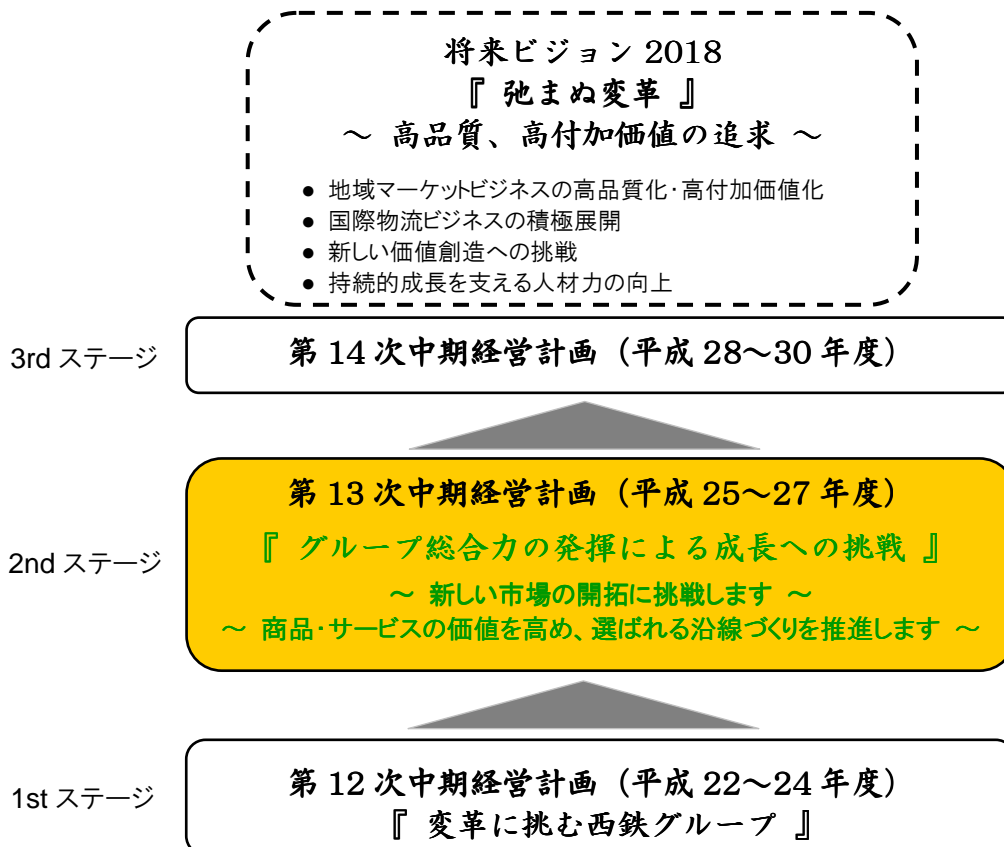 将来ビジョン 2018
『 弛まぬ変革 』
～ 高品質、高付加価値の追求 ～
● 地域マーケットビジネスの高品質化・高付加価値化
● 国際物流ビジネスの積極展開
● 新しい価値創造への挑戦
● 持続的成長を支える人材力の向上
3rd ステージ
第 14 次中期経営計画（平成 28～30 年度）
2nd ステージ
第 13 次中期経営計画（平成 25～27 年度）
『 グループ総合力の発揮による成長への挑戦 』
～ 新しい市場の開拓に挑戦します ～
～ 商品・サービスの価値を高め、選ばれる沿線づくりを推進します ～
1st ステージ
第 12 次中期経営計画（平成 22～24 年度）
『 変革に挑む西鉄グループ 』